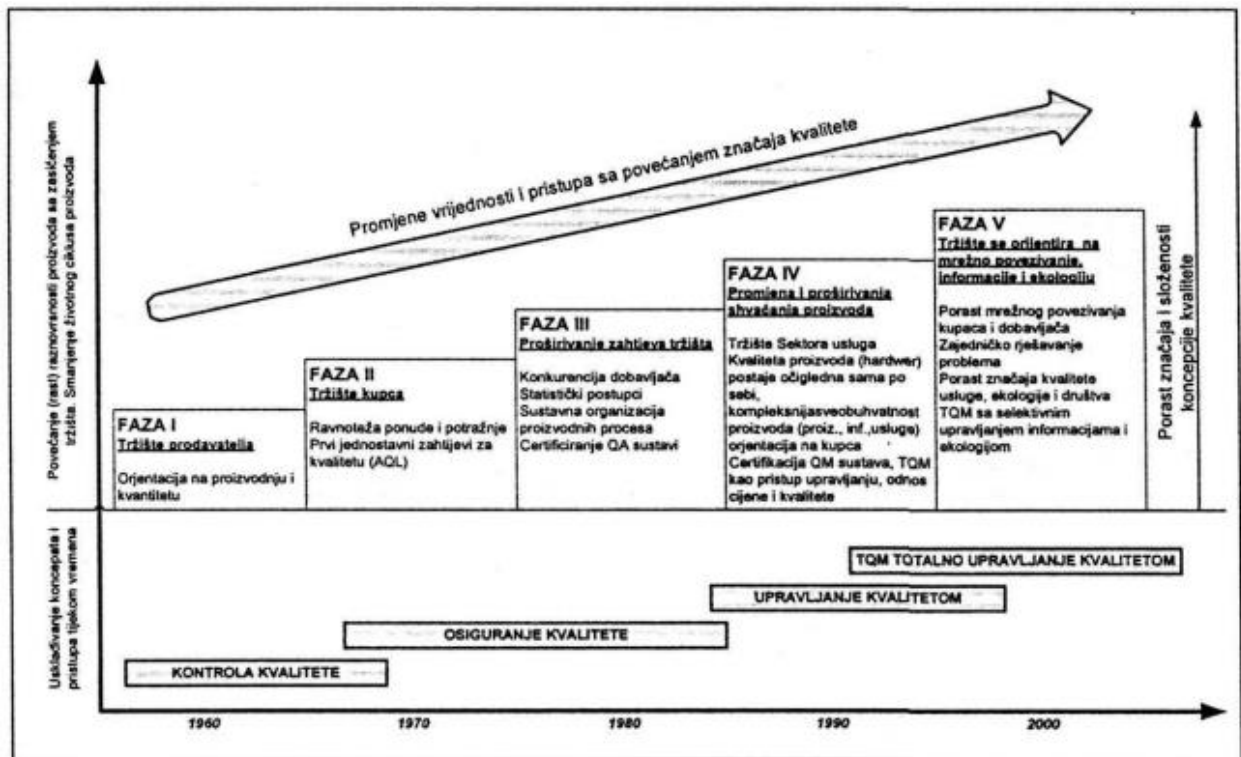 Povećanje (rast) raznovrsnosti proizvoda sa zasićenjem
tržišta. Smanjenje životnog ciklusa proizvoda
Promjene vrijednosti i pristupa sa povećanjem značaja kvalitete
FAZA I
Tržište prodavatelja
Orjentacija na proizvodnju i
kvantitetu
FAZA II
Tržište kupca
Ravnoteža ponude i potražnje
Prvi jednostavni zahtijevi za
kvalitetu (AQL)
FAZA III
Proširivanje zahtjeva tržišta
Konkurencija dobavljača
Statistički postupci
Sustavna organizacija
proizvodnih procesa
Certificiranje QA sustavi
FAZA IV
Promjena i proširivanja
shvaćanja proizvoda
Tržište Sektora usluga
Kvaliteta proizvoda (hardwer)
postaje očigledna sama po
sebi,
kompleksnijasveobuhvatnost
proizvoda (proiz., inf.,usluge)
orjentacija na kupca
Certifikacija QM sustava, TQM
kao pristup upravljanju, odnos
cijene i kvalitete
FAZA V
Tržište se orijentira na
mrežno povezivanje,
informacije i ekologiju
Porast mrežnog povezivanja
kupaca i dobavljača
Zajedničko rješavanje
problema
Porast značaja kvalitete
usluge, ekologije i društva
TQM sa selektivnim
upravljanjem informacijama i
ekologijom
Porast značaja i složenosti
koncepcije kvalitete
Usklađivanje koncepata i
pristupa tijekom vremena
TQM TOTALNO UPRAVLJANJE KVALITETOM
UPRAVLJANJE KVALITETOM
OSIGURANJE KVALITETE
KONTROLA KVALITETE
1960
1970
1980
1990
2000